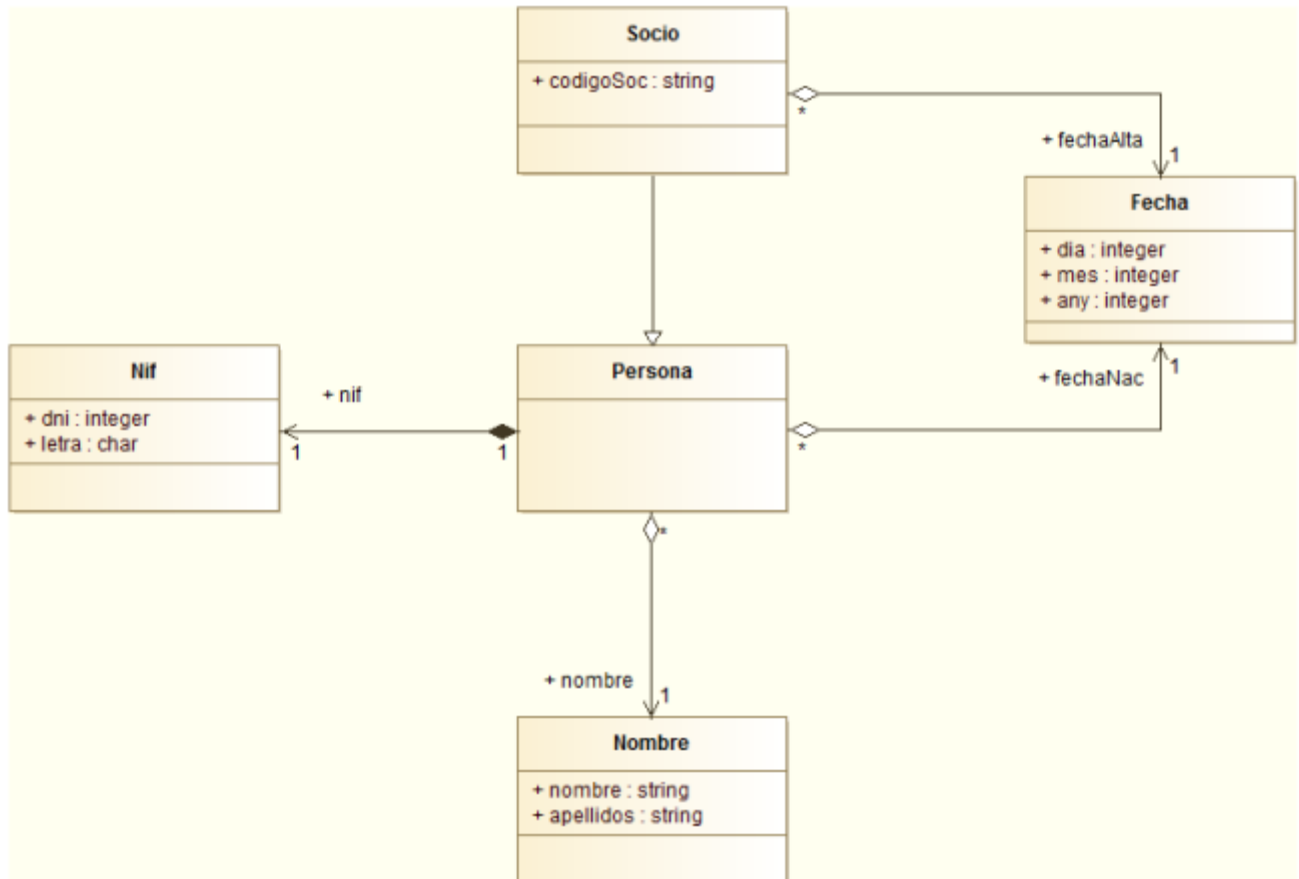 Socio
+ codigoSoc : string
*
+ fechaAlta
1
Fecha
+ dia : integer
+ mes : integer
+ any : integer
Nif
+ dni : integer
+ letra : char
+ nif
1
1
Persona
*
+ fechaNac
1
*
+ nombre
1
Nombre
+ nombre : string
+ apellidos : string